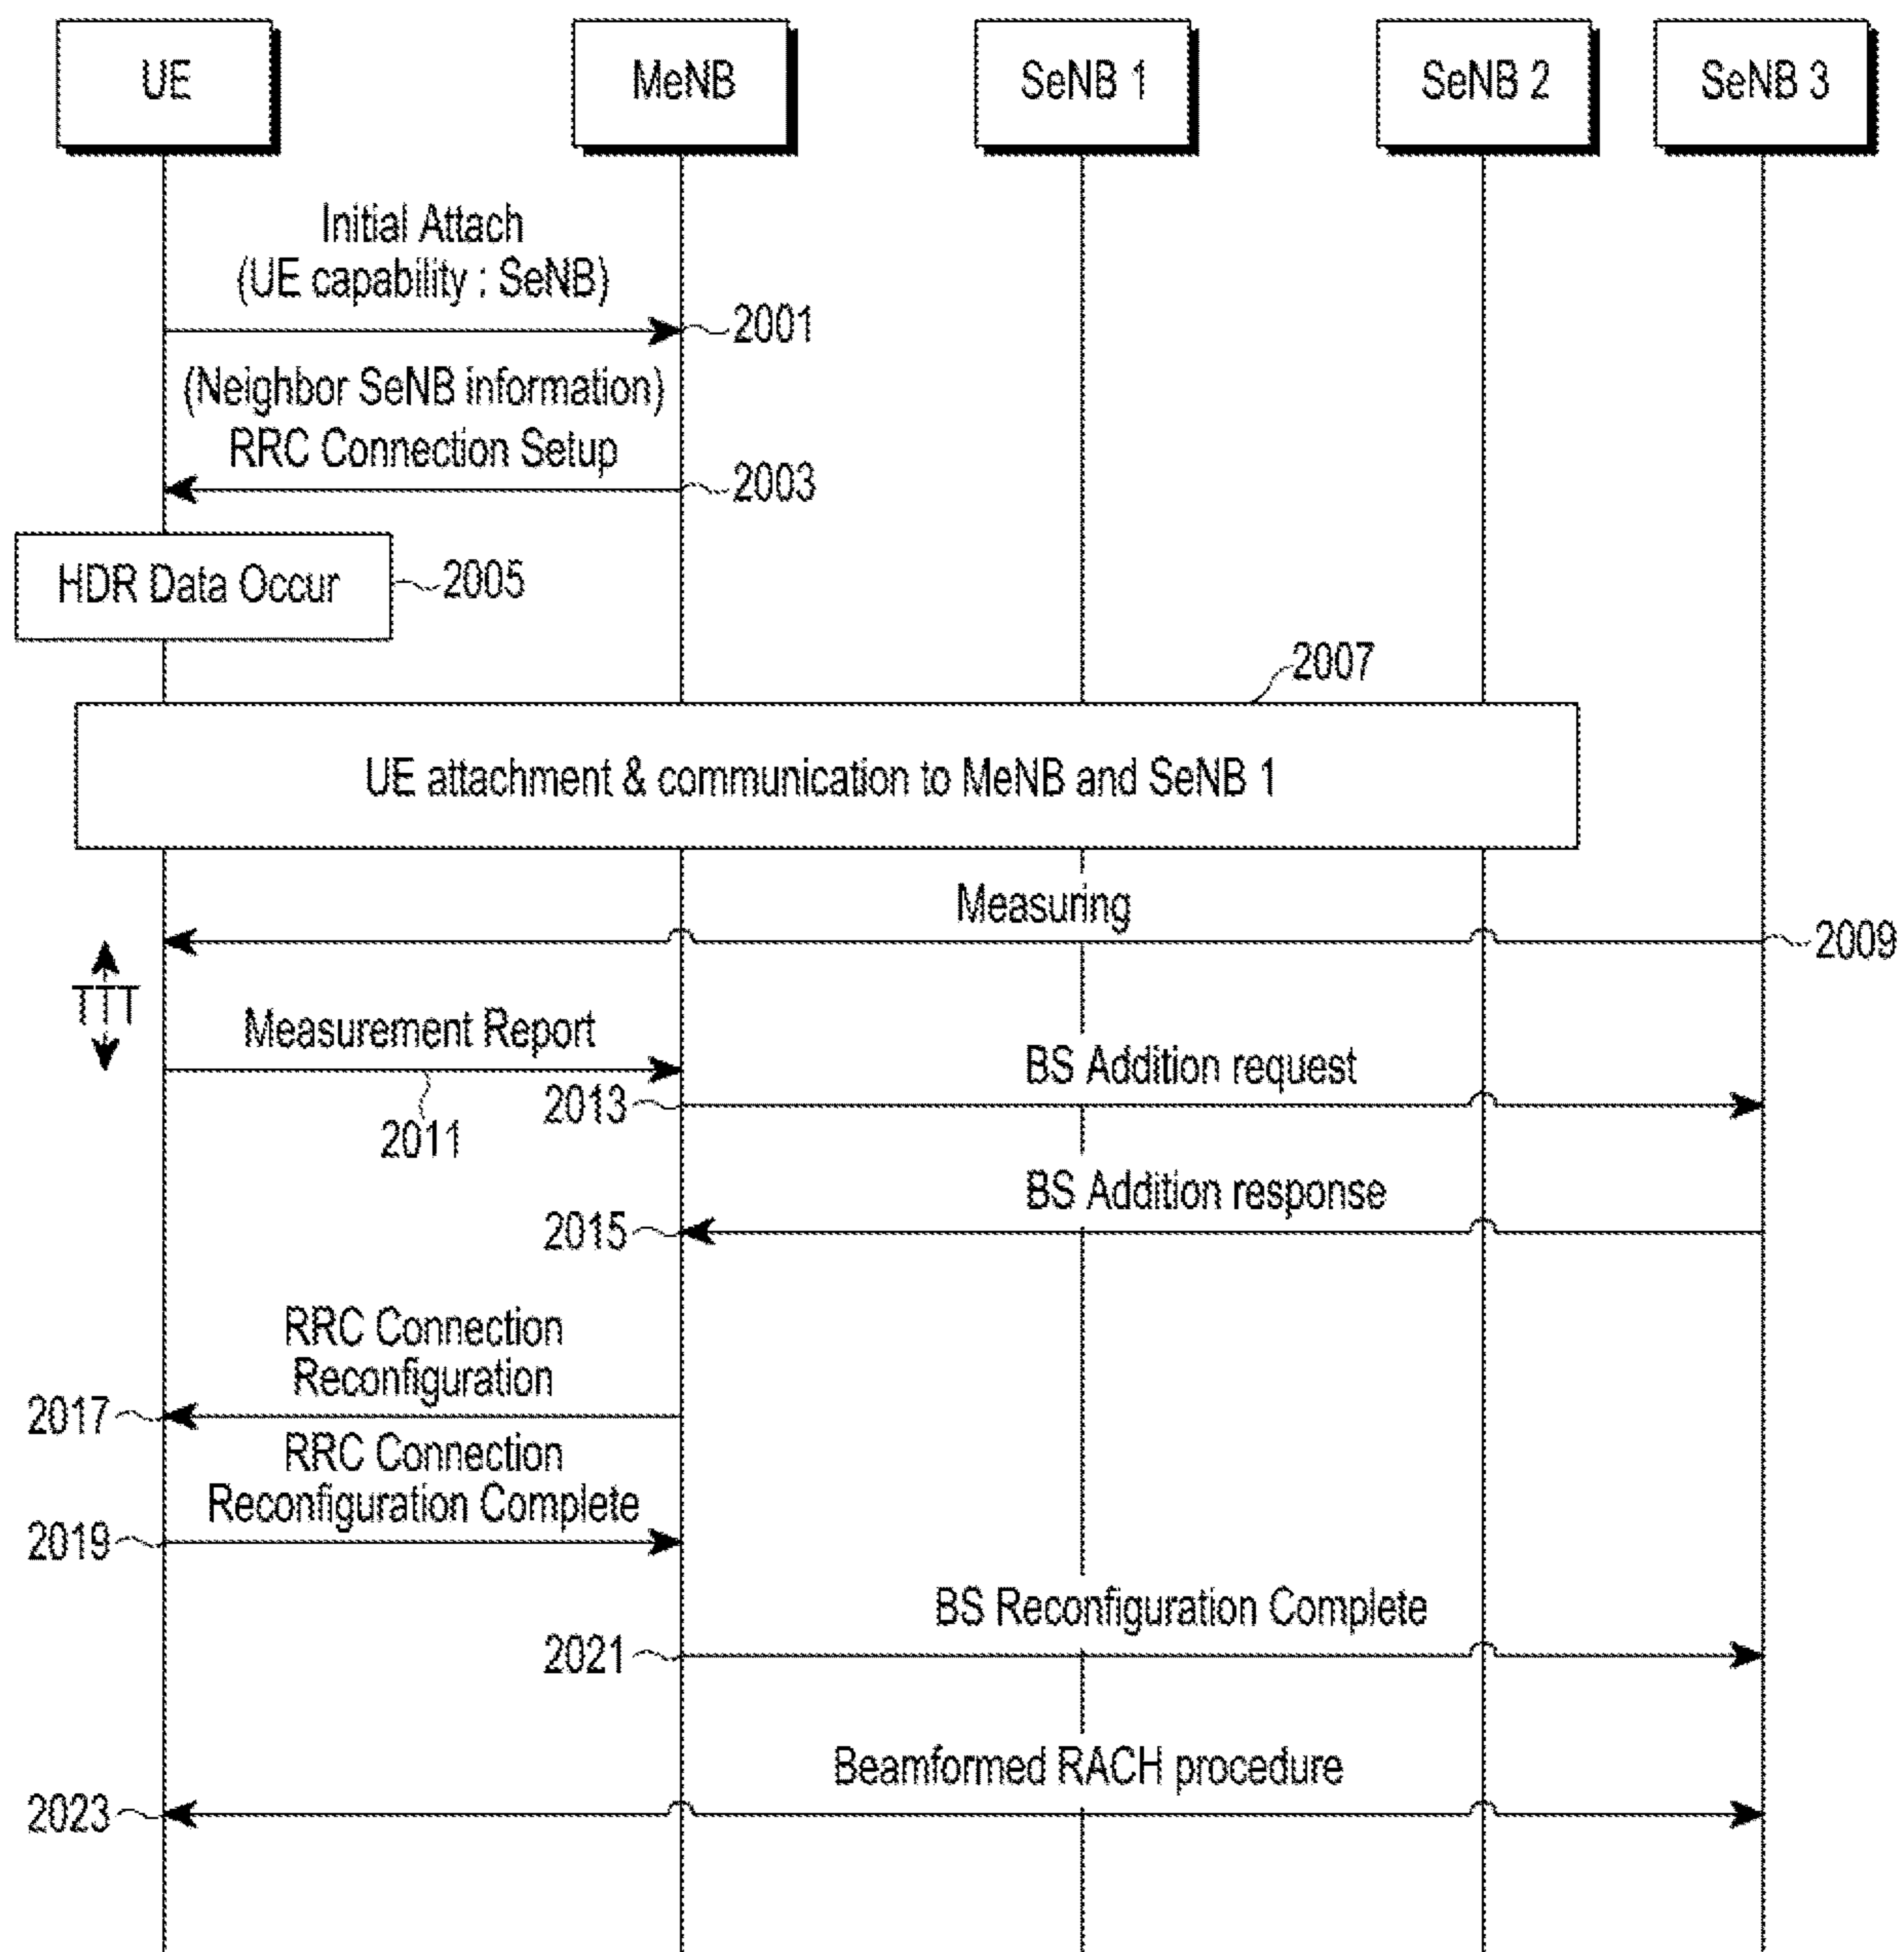 UE
MeNB
SeNB 1
SeNB 2
SeNB 3
Initial Attach
(UE capability : SeNB)
2001
(Neighbor SeNB information)
RRC Connection Setup
2003
HDR Data Occur
2005
2007
UE attachment & communication to MeNB and SeNB 1
Measuring
2009
TTT
Measurement Report
2011
BS Addition request
2013
BS Addition response
2015
RRC Connection
Reconfiguration
2017
RRC Connection
Reconfiguration Complete
2019
BS Reconfiguration Complete
2021
Beamformed RACH procedure
2023